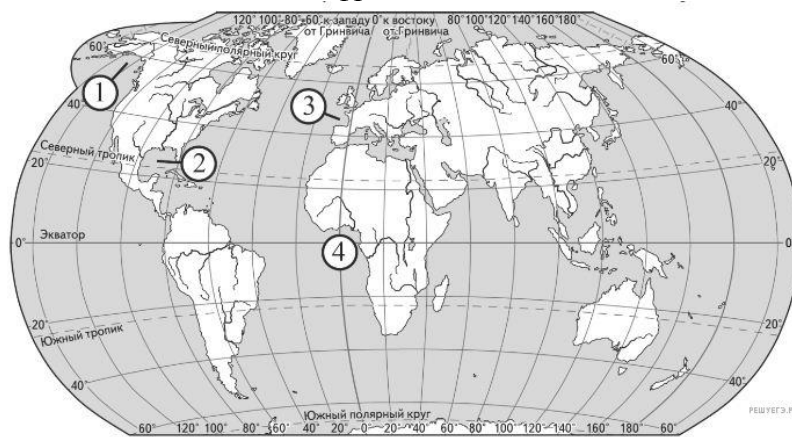 120° 100° 80° 60° к западу 0° к востоку 80° 100° 120° 140° 160° 180°
от Гринвича от Гринвича
60° Северный полярный круг 60°
1
3
40° 40°
Северный тропик
2
20° 20°
Экватор
0° 0
4
20° 20°
Южный тропик
40° 40°
РЕШУЕГЭ.Р
Южный полярный круг
60° 120° 100° 80° 60° 40° 20° 0° 20° 40° 60° 80° 100° 120° 140° 160° 180° 60°